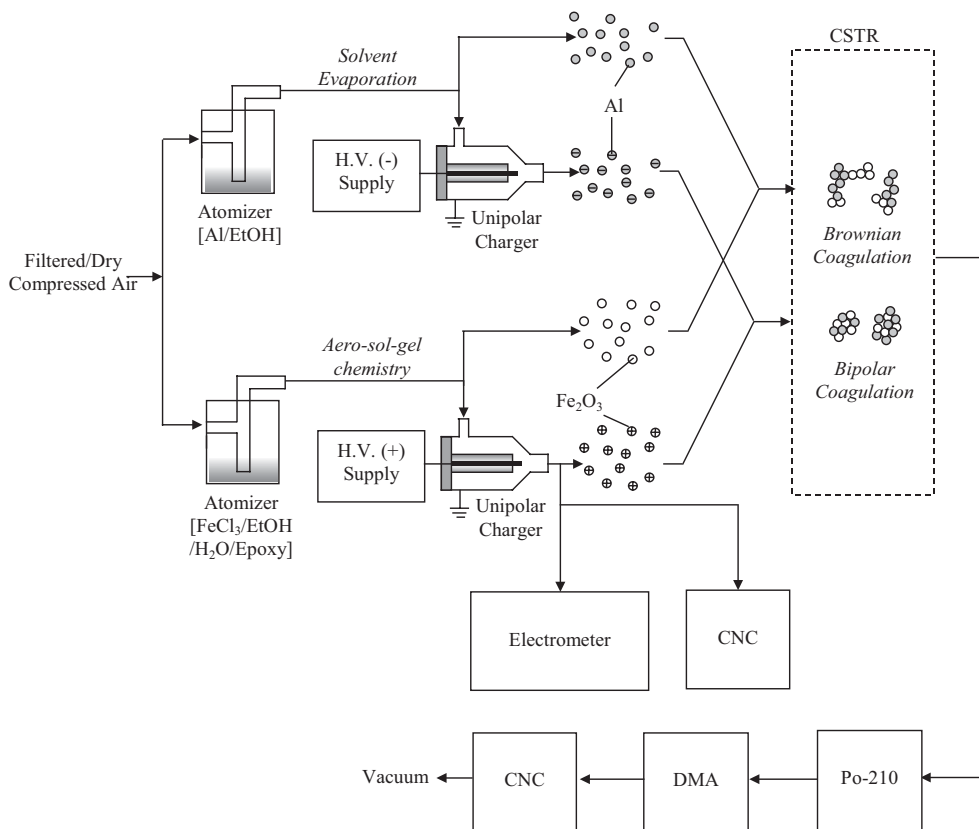 CSTR
Solvent
Evaporation
Al
H.V. (-)
Supply
Unipolar
Charger
Atomizer
[Al/EtOH]
Brownian
Coagulation
Filtered/Dry
Compressed Air
Aero-sol-gel
chemistry
Fe₂O₃
Bipolar
Coagulation
H.V. (+)
Supply
Unipolar
Charger
Atomizer
[FeCl₃/EtOH
/H₂O/Epoxy]
Electrometer
CNC
Vacuum
CNC
DMA
Po-210